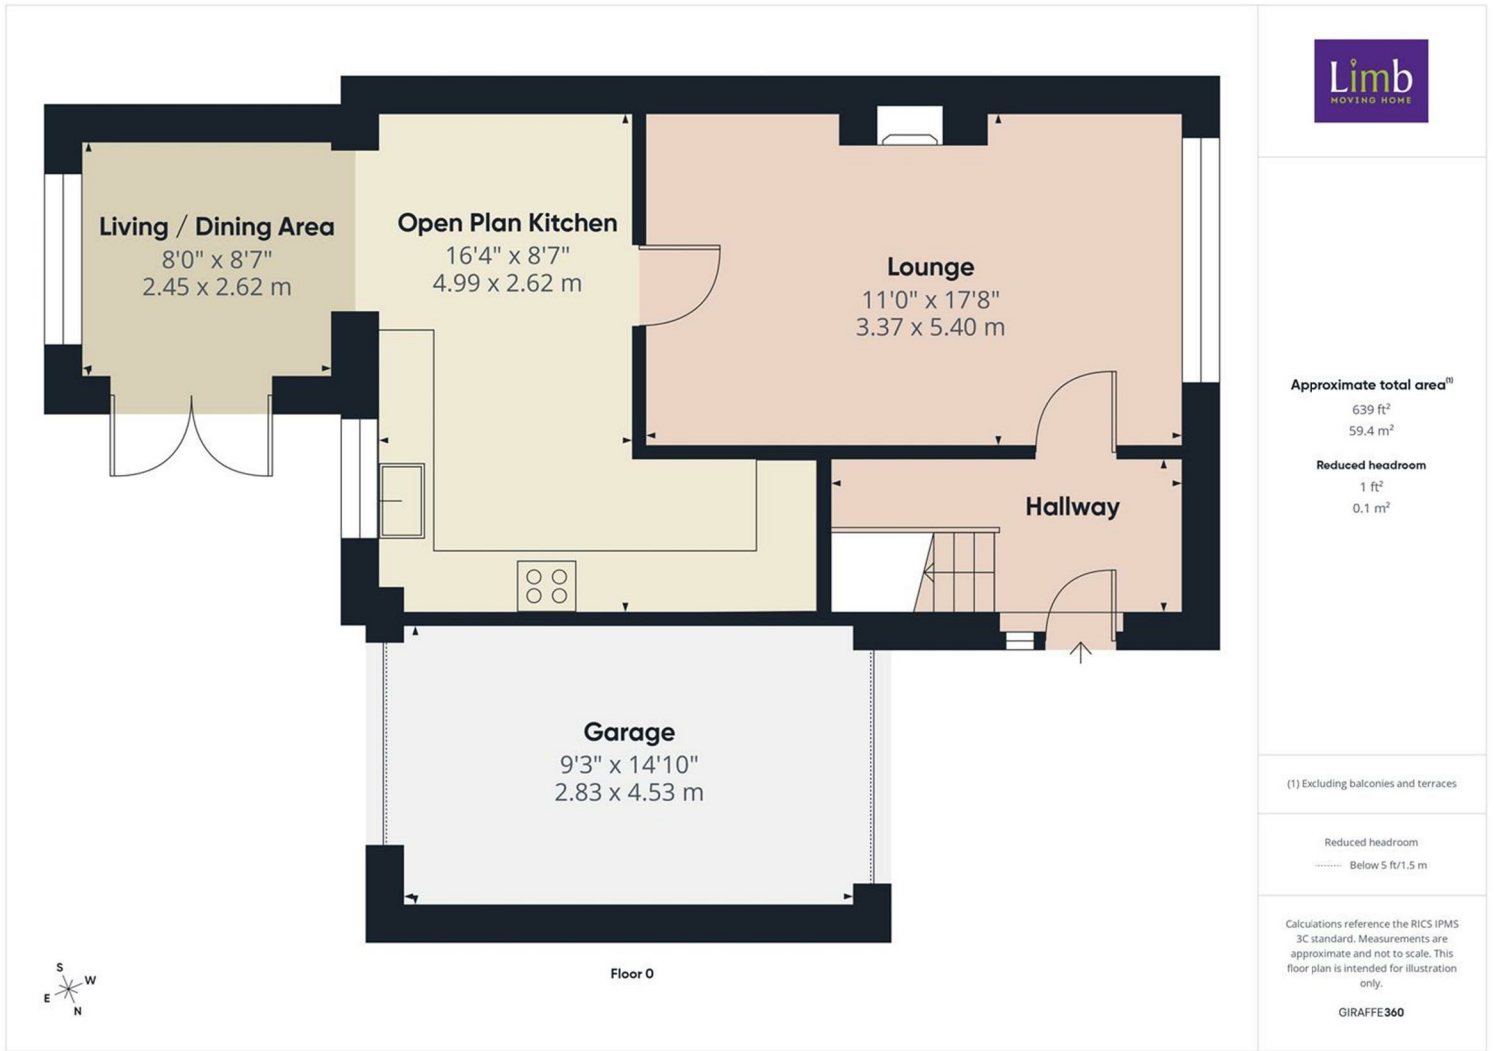 Living / Dining Area
8'0" x 8'7"
2.45 x 2.62 m
Open Plan Kitchen
16'4" x 8'7"
4.99 x 2.62 m
Lounge
11'0" x 17'8"
3.37 x 5.40 m
Hallway
Garage
9'3" x 14'10"
2.83 x 4.53 m
Floor 0
S
W
E
N
Limb
MOVING HOME
Approximate total area(1)
639 ft²
59.4 m²
Reduced headroom
1 ft²
0.1 m²
(1) Excluding balconies and terraces
Reduced headroom
Below 5 ft/1.5 m
Calculations reference the RICS IPMS
3C standard. Measurements are
approximate and not to scale. This
floor plan is intended for illustration
only.
GIRAFFE360